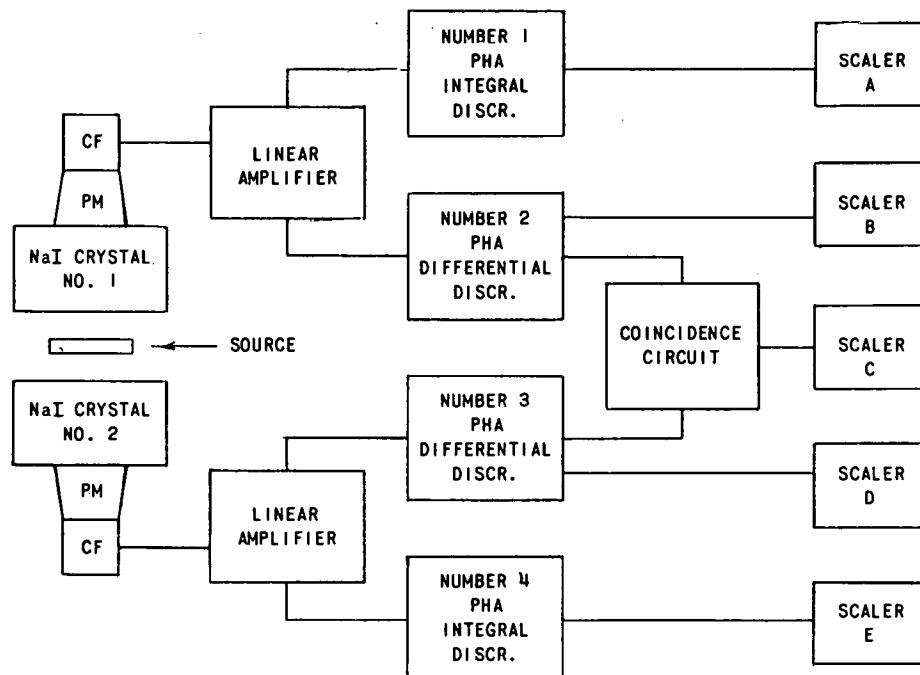 NUMBER 1
PHA
INTEGRAL
DISCR.
SCALER
A
CF
PM
NaI CRYSTAL
NO. 1
LINEAR
AMPLIFIER
NUMBER 2
PHA
DIFFERENTIAL
DISCR.
SCALER
B
SOURCE
COINCIDENCE
CIRCUIT
SCALER
C
NaI CRYSTAL
NO. 2
PM
CF
LINEAR
AMPLIFIER
NUMBER 3
PHA
DIFFERENTIAL
DISCR.
SCALER
D
NUMBER 4
PHA
INTEGRAL
DISCR.
SCALER
E